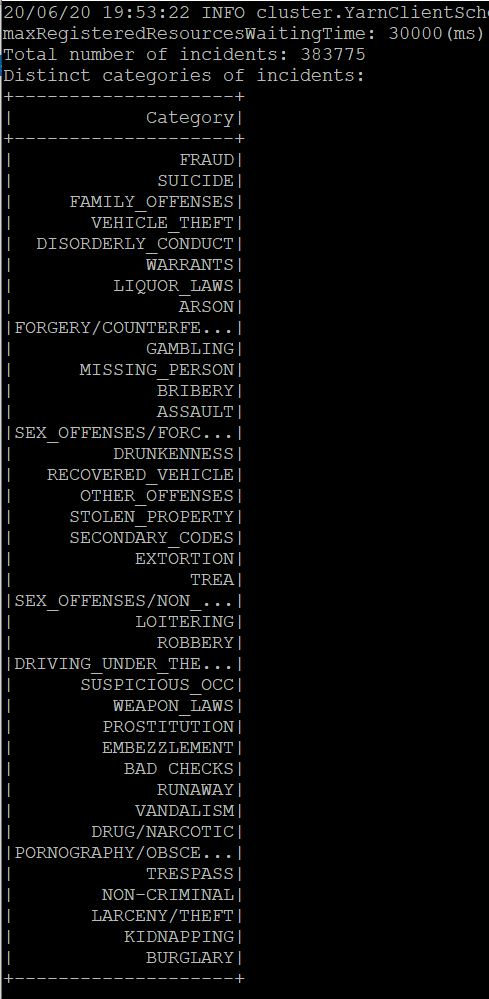 20/06/20 19:53:22 INFO cluster.YarnClientSch
maxRegisteredResourcesWaitingTime: 30000(ms)
Total number of incidents: 383775
Distinct categories of incidents:
+--------------------+
|            Category|
+--------------------+
|               FRAUD|
|             SUICIDE|
|     FAMILY_OFFENSES|
|       VEHICLE_THEFT|
|  DISORDERLY_CONDUCT|
|            WARRANTS|
|         LIQUOR_LAWS|
|               ARSON|
|FORGERY/COUNTERFE...|
|            GAMBLING|
|      MISSING_PERSON|
|             BRIBERY|
|             ASSAULT|
|SEX_OFFENSES/FORC...|
|         DRUNKENNESS|
|   RECOVERED_VEHICLE|
|      OTHER_OFFENSES|
|     STOLEN_PROPERTY|
|     SECONDARY_CODES|
|           EXTORTION|
|                TREA|
|SEX_OFFENSES/NON_...|
|           LOITERING|
|             ROBBERY|
|DRIVING_UNDER_THE...|
|      SUSPICIOUS_OCC|
|         WEAPON_LAWS|
|        PROSTITUTION|
|        EMBEZZLEMENT|
|          BAD CHECKS|
|             RUNAWAY|
|           VANDALISM|
|       DRUG/NARCOTIC|
|PORNOGRAPHY/OBSCE...|
|            TRESPASS|
|        NON-CRIMINAL|
|       LARCENY/THEFT|
|          KIDNAPPING|
|            BURGLARY|
+--------------------+